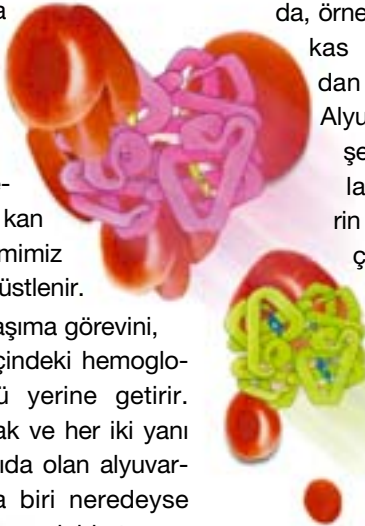 a
o-
kan
mimiz
üstlenir.
aşıma görevini,
çindeki hemoglo-
ü yerine getirir.
ak ve her iki yanı
ıda olan alyuvar-
a biri neredeyse
da, örne
kas
dan
Alyu
şe
la
rin
ç